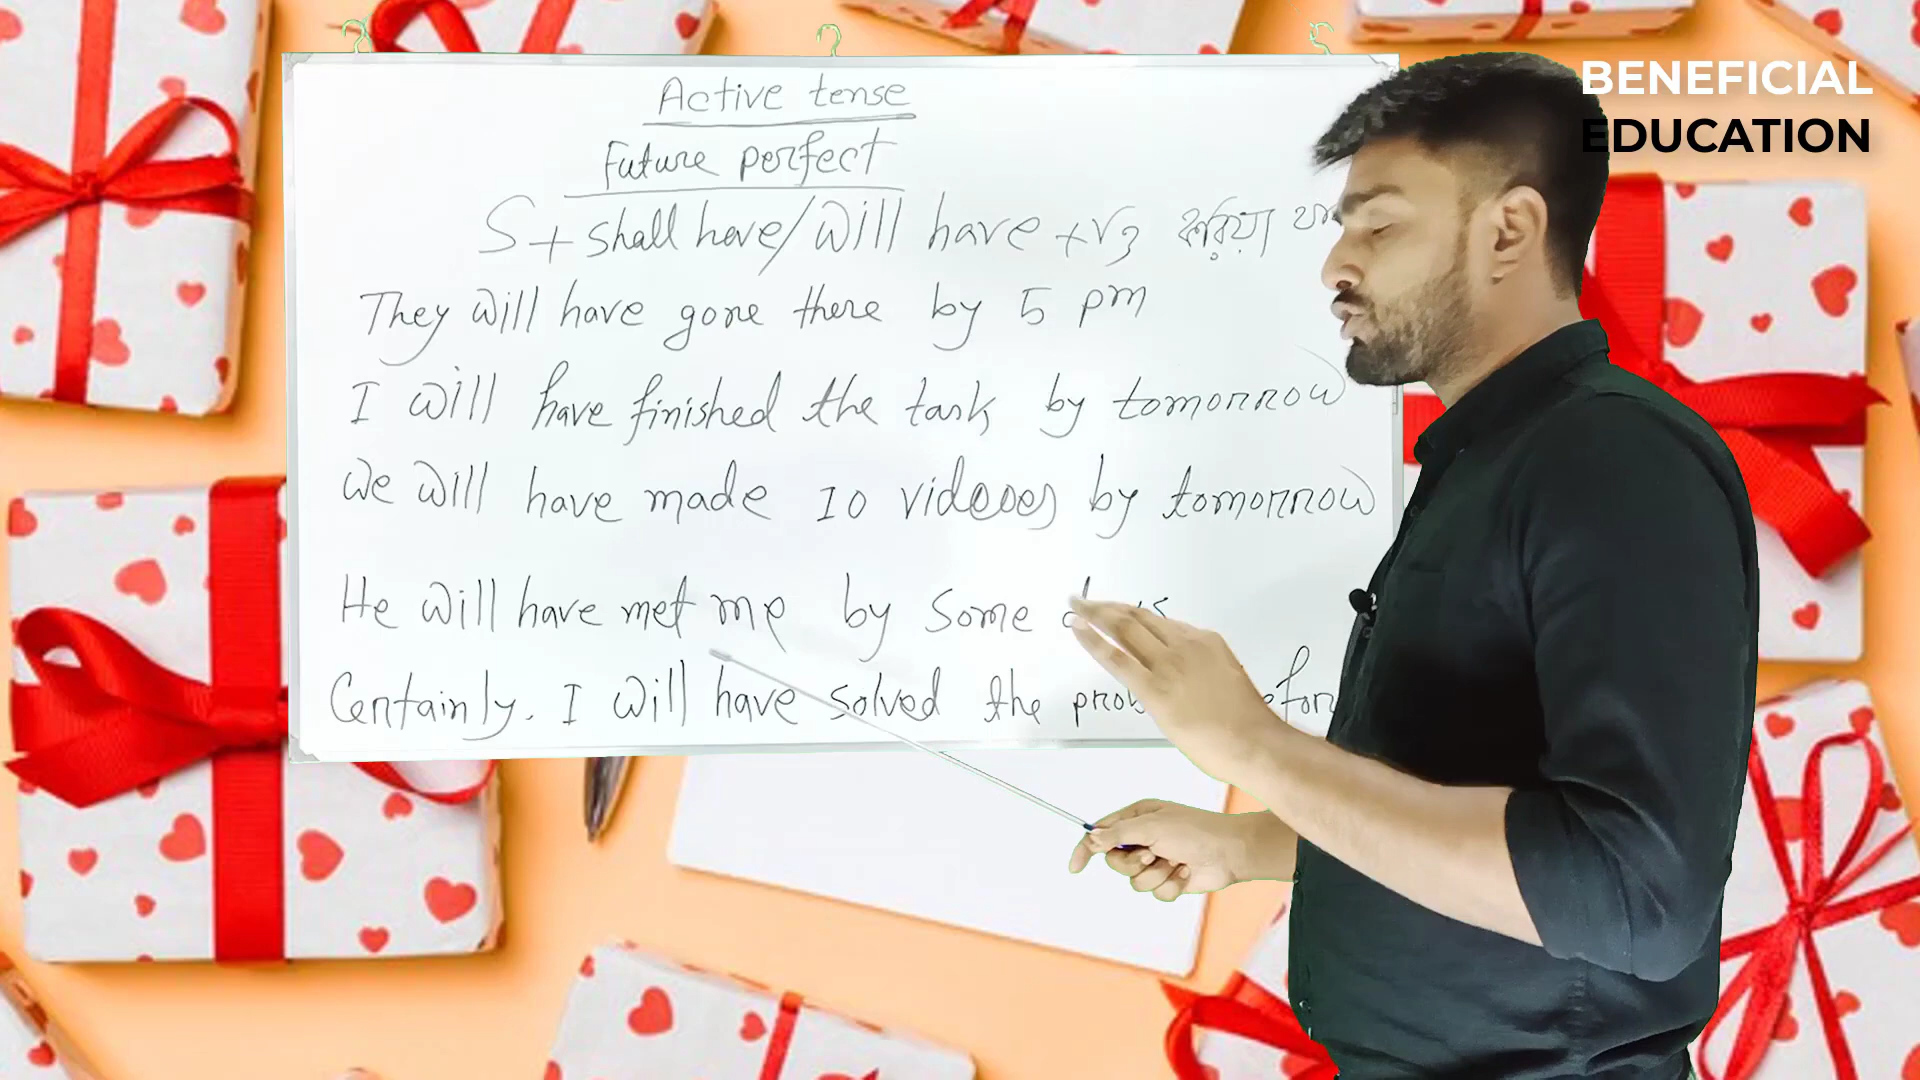 BENEFICIAL
EDUCATION
Active tense
Future perfect
S + shall have/will have + V3 করিয়া
They will have gone there by 5 pm
I will have finished the task by tomorrow
We will have made 10 videoes by tomorrow
He will have met me by some
Certainly. I will have solved the